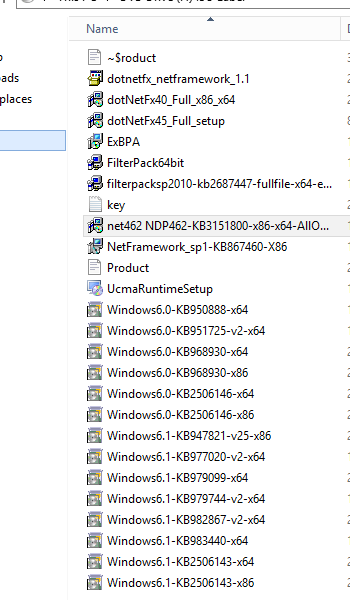 Name
ads
places
~$roduct
dotnetfx_netframework_1.1
dotNetFx40_Full_x86_x64
dotNetFx45_Full_setup
ExBPA
FilterPack64bit
filterpacksp2010-kb2687447-fullfile-x64-e...
key
net462 NDP462-KB3151800-x86-x64-AllO...
NetFramework_sp1-KB867460-X86
Product
UcmaRuntimeSetup
Windows6.0-KB950888-x64
Windows6.0-KB951725-v2-x64
Windows6.0-KB968930-x64
Windows6.0-KB968930-x86
Windows6.0-KB2506146-x64
Windows6.0-KB2506146-x86
Windows6.1-KB947821-v25-x86
Windows6.1-KB977020-v2-x64
Windows6.1-KB979099-x64
Windows6.1-KB979744-v2-x64
Windows6.1-KB982867-v2-x64
Windows6.1-KB983440-x64
Windows6.1-KB2506143-x64
Windows6.1-KB2506143-x86